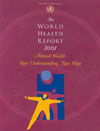 The
WORLD
HEALTH
REPORT
2001
Mental Health:
New Understanding, New Hope